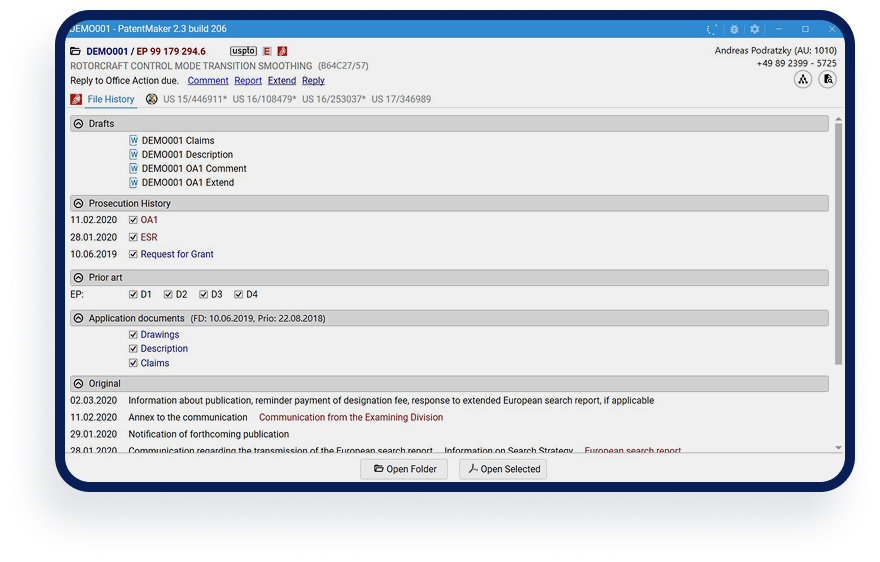 DEMO001 - PatentMaker 2.3 build 206
DEMO001 / EP 99 179 294.6 uspto E
Andreas Podratzky (AU: 1010)
ROTORCRAFT CONTROL MODE TRANSITION SMOOTHING (B64C27/57)
+49 89 2399 - 5725
Reply to Office Action due. Comment Report Extend Reply
File History US 15/446911* US 16/108479* US 16/253037* US 17/346989
Drafts
DEMO001 Claims
DEMO001 Description
DEMO001 OA1 Comment
DEMO001 OA1 Extend
Prosecution History
11.02.2020 OA1
28.01.2020 ESR
10.06.2019 Request for Grant
Prior art
EP: D1 D2 D3 D4
Application documents (FD: 10.06.2019, Prio: 22.08.2018)
Drawings
Description
Claims
Original
02.03.2020 Information about publication, reminder payment of designation fee, response to extended European search report, if applicable
11.02.2020 Annex to the communication Communication from the Examining Division
29.01.2020 Notification of forthcoming publication
28.01.2020 Communication regarding the transmission of the European search report Information on Search Strategy European search report
Open Folder Open Selected